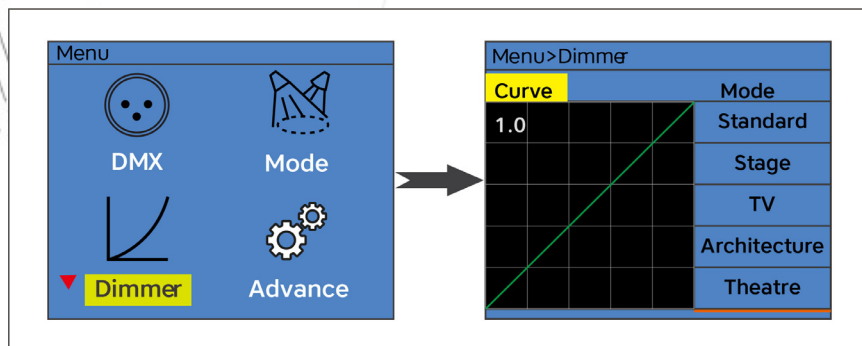 Menu
DMX
Mode
Dimmer
Advance
Menu>Dimmer
Curve
Mode
1.0
Standard
Stage
TV
Architecture
Theatre